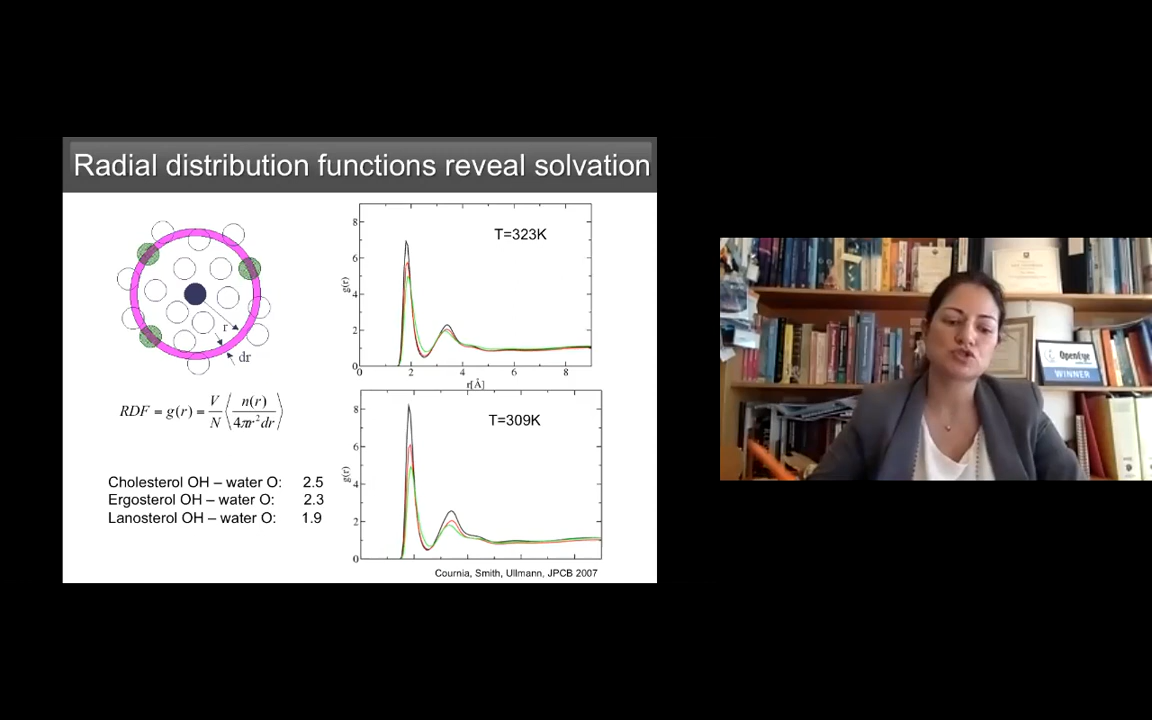 Radial distribution functions reveal solvation
T=323K
g(r)
8
6
4
2
0
0 2 4 6 8
r[Å]
r
dr
RDF = g(r) = V/N ⟨ n(r) / 4πr²dr ⟩
T=309K
g(r)
6
4
2
0
Cholesterol OH – water O: 2.5
Ergosterol OH – water O: 2.3
Lanosterol OH – water O: 1.9
Cournia, Smith, Ullmann, JPCB 2007
OpenEye
WINNER